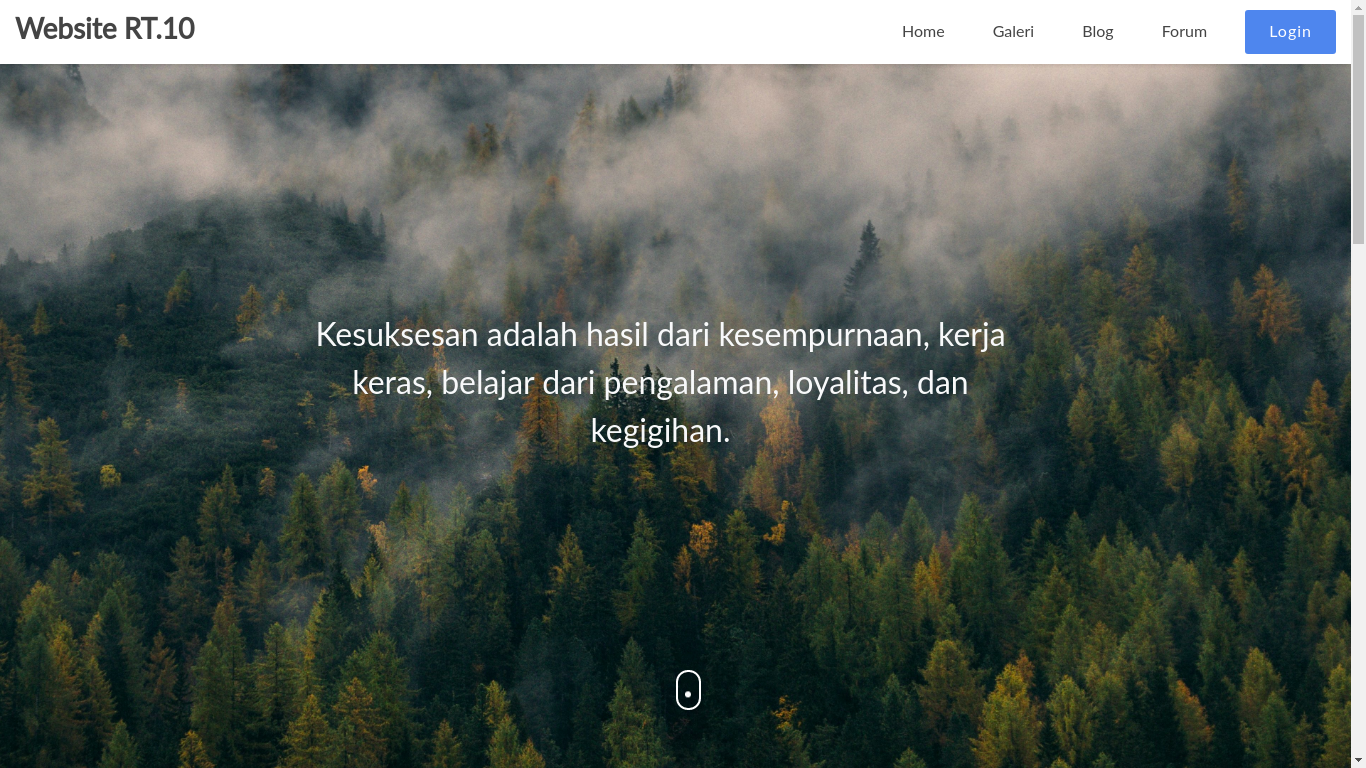 Website RT.10
Home
Galeri
Blog
Forum
Login
Kesuksesan adalah hasil dari kesempurnaan, kerja
keras, belajar dari pengalaman, loyalitas, dan
kegigihan.